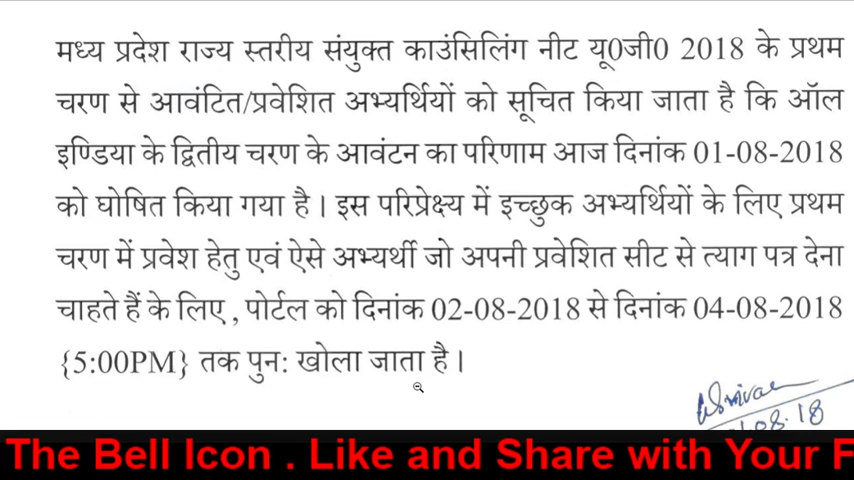 मध्य प्रदेश राज्य स्तरीय संयुक्त काउंसिलिंग नीट यू0जी0 2018 के प्रथम
चरण से आवंटित/प्रवेशित अभ्यर्थियों को सूचित किया जाता है कि ऑल
इण्डिया के द्वितीय चरण के आवंटन का परिणाम आज दिनांक 01-08-2018
को घोषित किया गया है। इस परिप्रेक्ष्य में इच्छुक अभ्यर्थियों के लिए प्रथम
चरण में प्रवेश हेतु एवं ऐसे अभ्यर्थी जो अपनी प्रवेशित सीट से त्याग पत्र देना
चाहते हैं के लिए , पोर्टल को दिनांक 02-08-2018 से दिनांक 04-08-2018
{5:00PM} तक पुन: खोला जाता है।
The Bell Icon . Like and Share with Your F